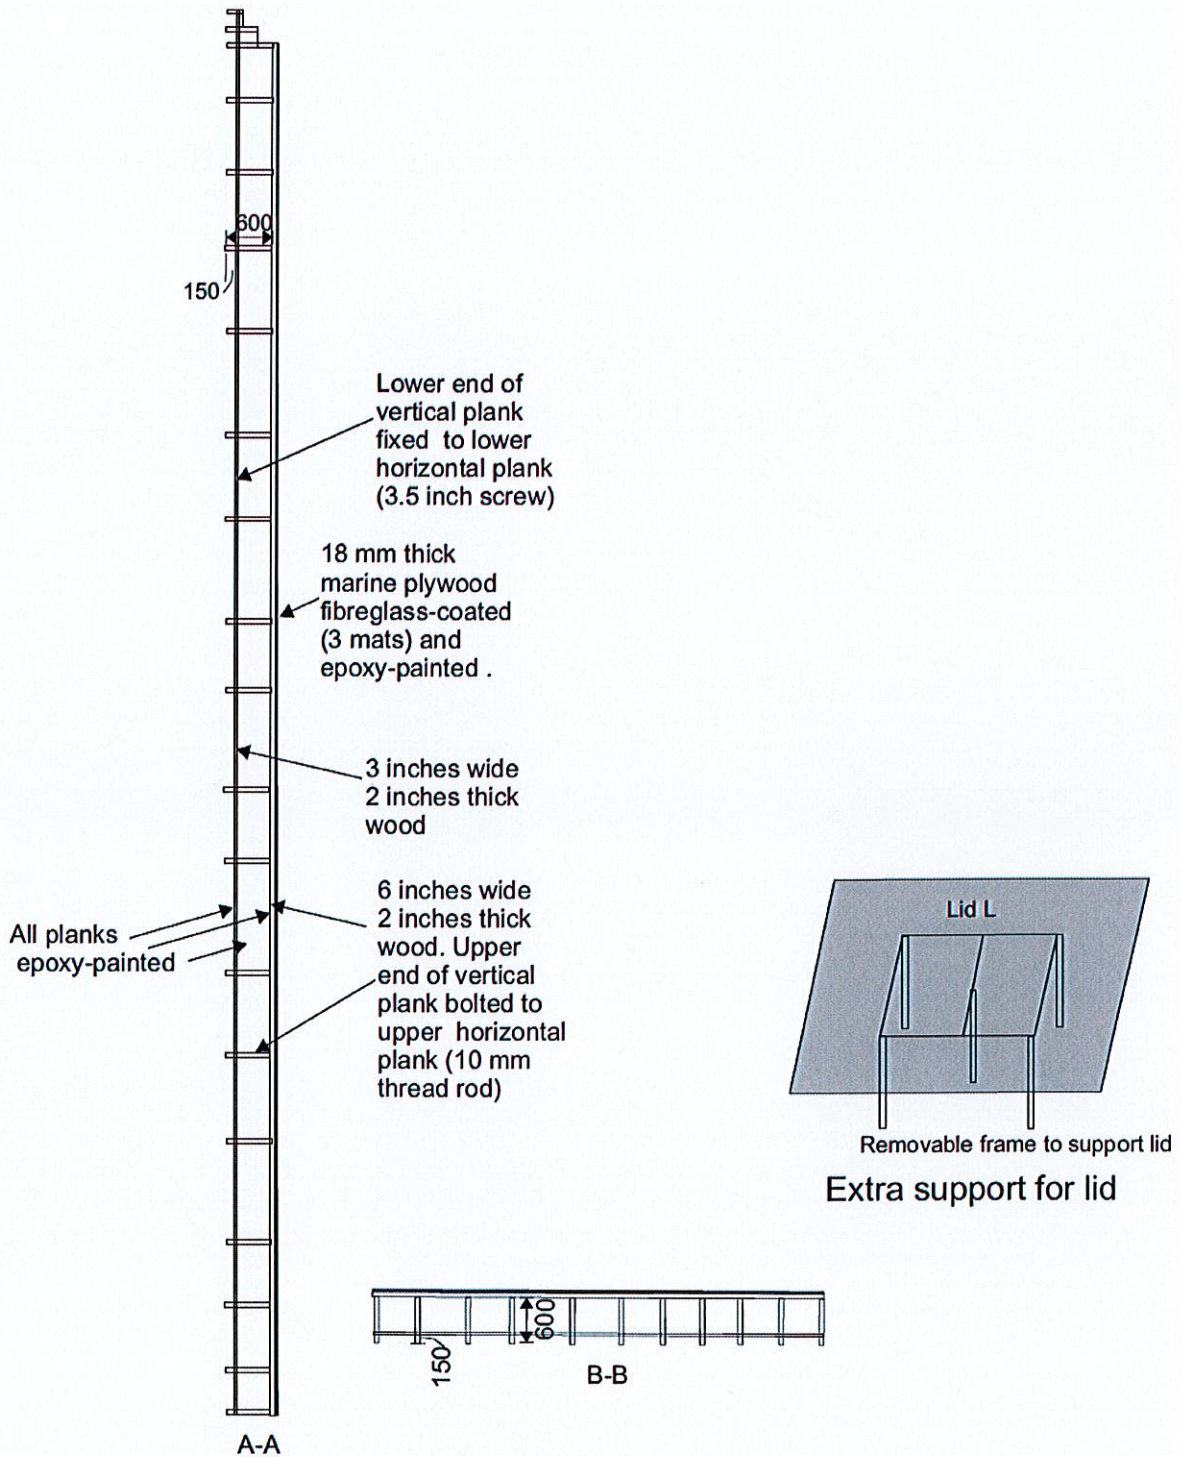 600
150
Lower end of
vertical plank
fixed to lower
horizontal plank
(3.5 inch screw)
18 mm thick
marine plywood
fibreglass-coated
(3 mats) and
epoxy-painted .
3 inches wide
2 inches thick
wood
6 inches wide
2 inches thick
wood. Upper
end of vertical
plank bolted to
upper horizontal
plank (10 mm
thread rod)
All planks
epoxy-painted
Lid L
Removable frame to support lid
Extra support for lid
600
150
B-B
A-A